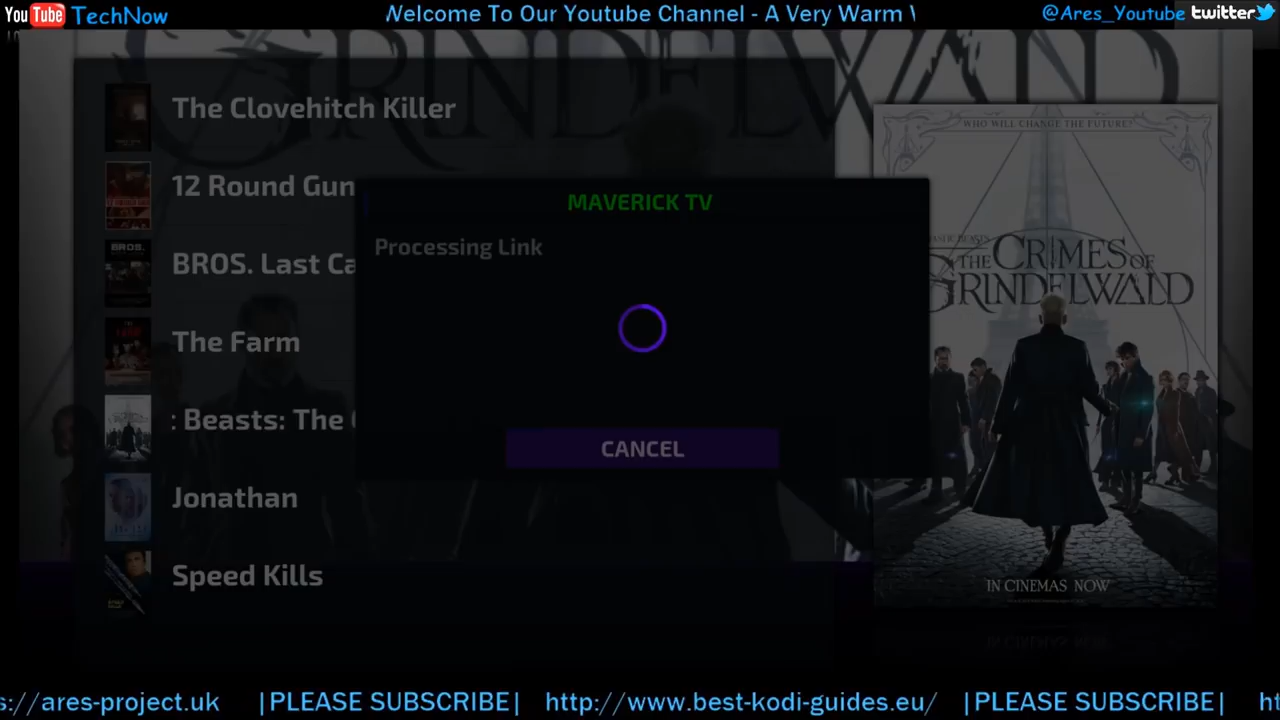 YouTube TechNow
Welcome To Our Youtube Channel - A Very Warm
@Ares_Youtube twitter
GRINDELWALD
The Clovehitch Killer
12 Round Gun
BROS. Last Ca
The Farm
: Beasts: The
Jonathan
Speed Kills
BROS.
MAVERICK TV
Processing Link
CANCEL
WHO WILL CHANGE THE FUTURE?
THE CRIMES OF
GRINDELWALD
IN CINEMAS NOW
s://ares-project.uk |PLEASE SUBSCRIBE| http://www.best-kodi-guides.eu/ |PLEASE SUBSCRIBE| ht